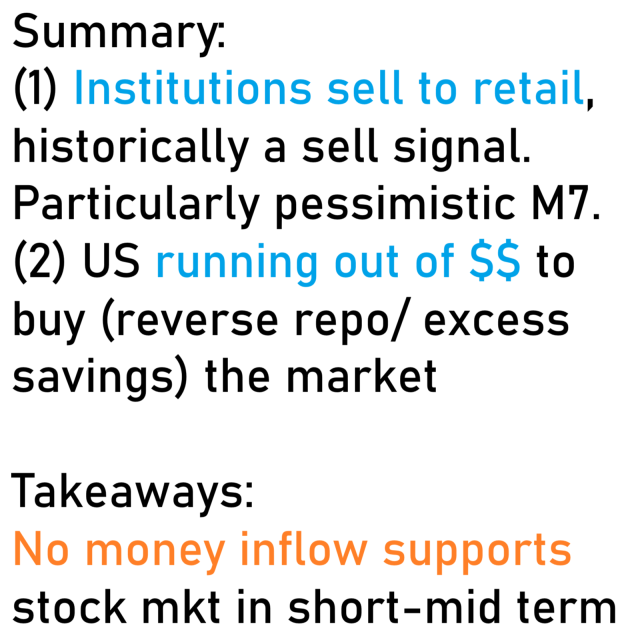 Summary:
(1) Institutions sell to retail,
historically a sell signal.
Particularly pessimistic M7.
(2) US running out of $$ to
buy (reverse repo/ excess
savings) the market
Takeaways:
No money inflow supports
stock mkt in short-mid term